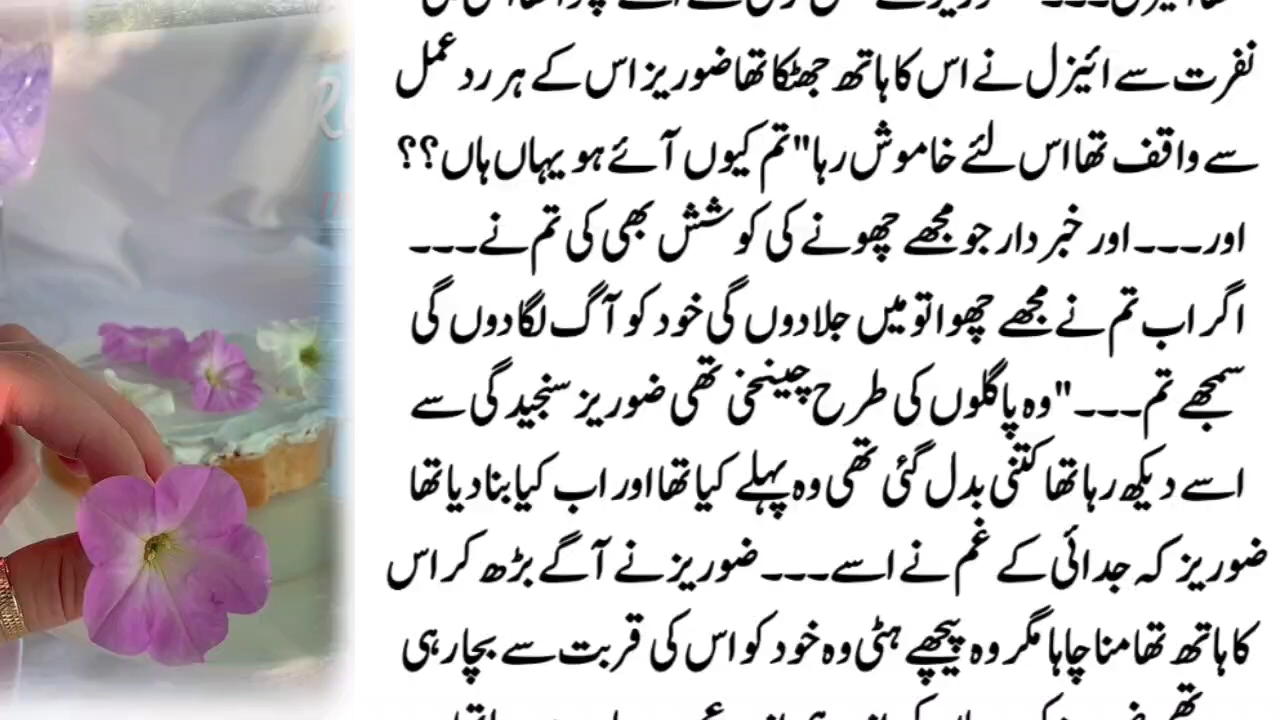 نفرت سے ائیزل نے اس کا ہاتھ جھٹکا تھا ضوریز اس کے ہر رد عمل
سے واقف تھا اس لئے خاموش رہا "تم کیوں آئے ہو یہاں ہاں؟؟
اور۔۔۔ اور خبر دار جو مجھے چھونے کی کوشش بھی کی تم نے۔۔۔
اگر اب تم نے مجھے چھوا تو میں جلا دوں گی خود کو آگ لگا دوں گی
سمجھے تم۔۔۔" وہ پاگلوں کی طرح چینخی تھی ضوریز سنجیدگی سے
اسے دیکھ رہا تھا کتنی بدل گئی تھی وہ پہلے کیا تھا اور اب کیا بنا دیا تھا
ضوریز کہ جدائی کے غم نے اسے۔۔۔ ضوریز نے آگے بڑھ کر اس
کا ہاتھ تھامنا چاہا مگر وہ پیچھے ہٹی وہ خود کو اس کی قربت سے بچا رہی